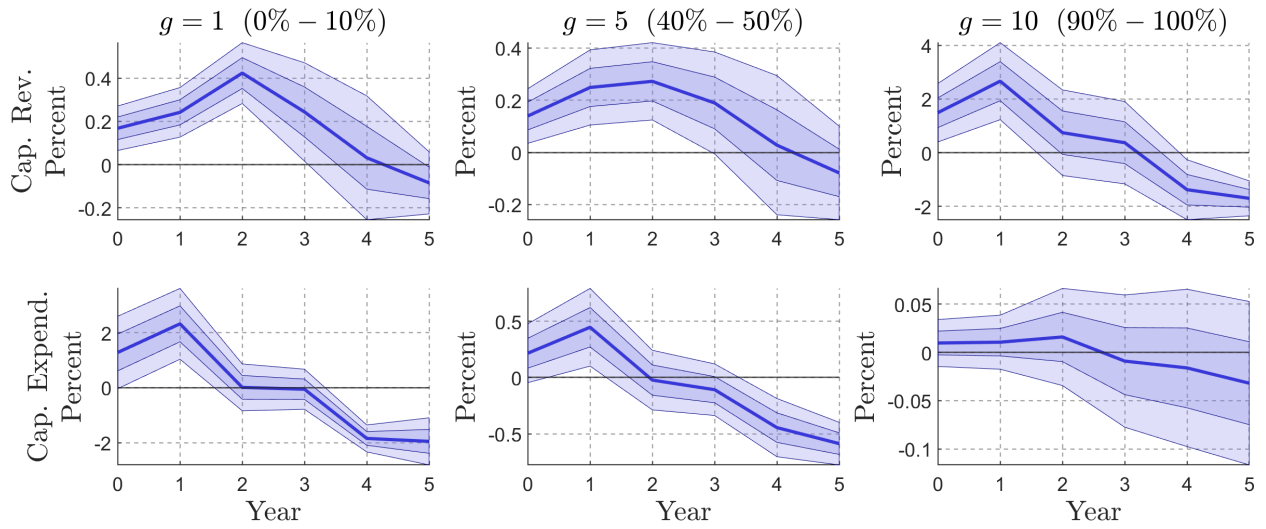 g = 1 (0% − 10%)
g = 5 (40% − 50%)
g = 10 (90% − 100%)
Cap. Rev.
Percent
0.4
0.2
0
-0.2
0 1 2 3 4 5
Percent
0.4
0.2
0
-0.2
0 1 2 3 4 5
Percent
4
2
0
-2
0 1 2 3 4 5
Cap. Expend.
Percent
2
0
-2
0 1 2 3 4 5
Year
Percent
0.5
0
-0.5
0 1 2 3 4 5
Year
Percent
0.05
0
-0.05
-0.1
0 1 2 3 4 5
Year